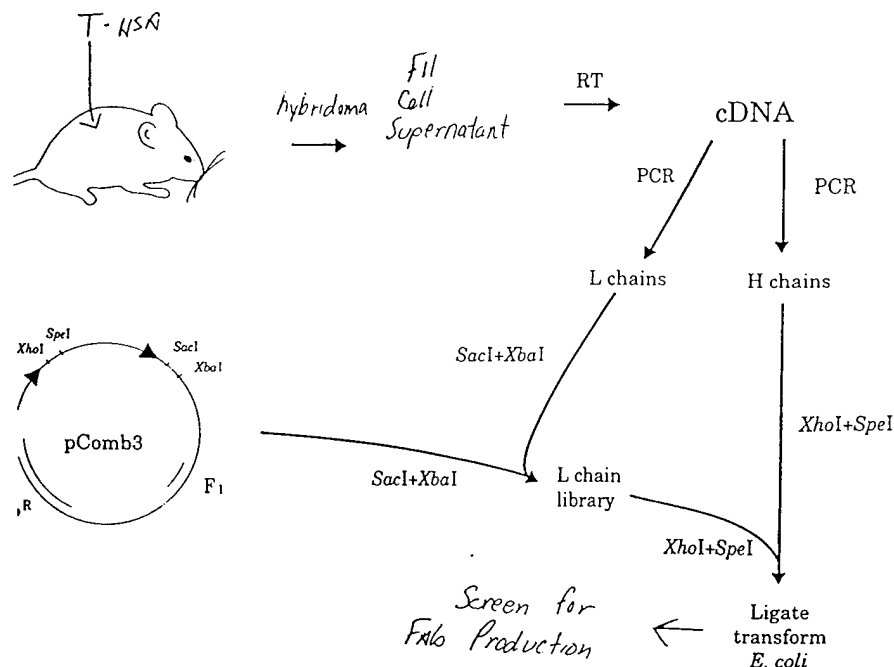 T-HSA
hybridoma
F11
Cell
Supernatant
RT
cDNA
PCR
PCR
L chains
H chains
XhoI
SpeI
SacI
XbaI
pComb3
R
F1
SacI+XbaI
SacI+XbaI
XhoI+SpeI
L chain
library
XhoI+SpeI
Ligate
transform
E. coli
Screen for
FAb Production